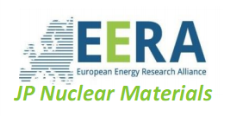 EERA
European Energy Research Alliance
JP Nuclear Materials